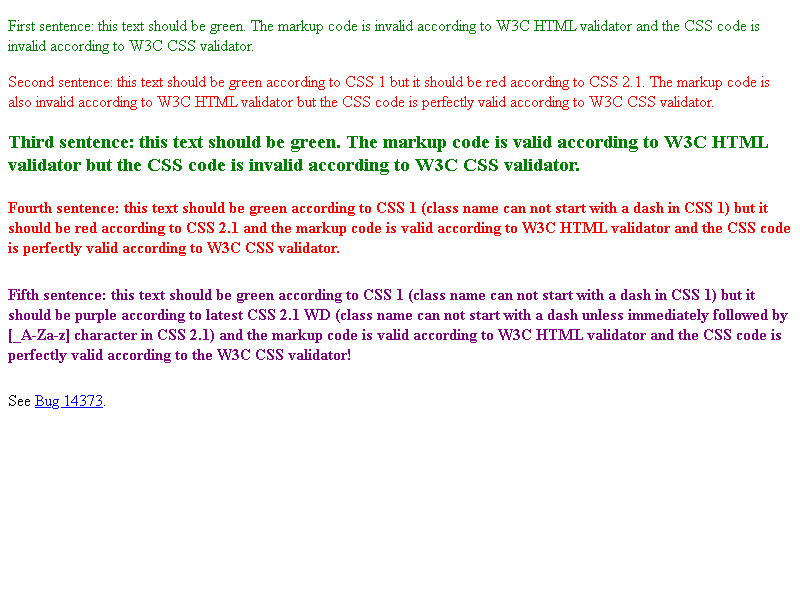 First sentence: this text should be green. The markup code is invalid according to W3C HTML validator and the CSS code is
invalid according to W3C CSS validator.
Second sentence: this text should be green according to CSS 1 but it should be red according to CSS 2.1. The markup code is
also invalid according to W3C HTML validator but the CSS code is perfectly valid according to W3C CSS validator.
Third sentence: this text should be green. The markup code is valid according to W3C HTML
validator but the CSS code is invalid according to W3C CSS validator.
Fourth sentence: this text should be green according to CSS 1 (class name can not start with a dash in CSS 1) but it
should be red according to CSS 2.1 and the markup code is valid according to W3C HTML validator and the CSS code
is perfectly valid according to W3C CSS validator.
Fifth sentence: this text should be green according to CSS 1 (class name can not start with a dash in CSS 1) but it
should be purple according to latest CSS 2.1 WD (class name can not start with a dash unless immediately followed by
[_A-Za-z] character in CSS 2.1) and the markup code is valid according to W3C HTML validator and the CSS code is
perfectly valid according to the W3C CSS validator!
See Bug 14373.